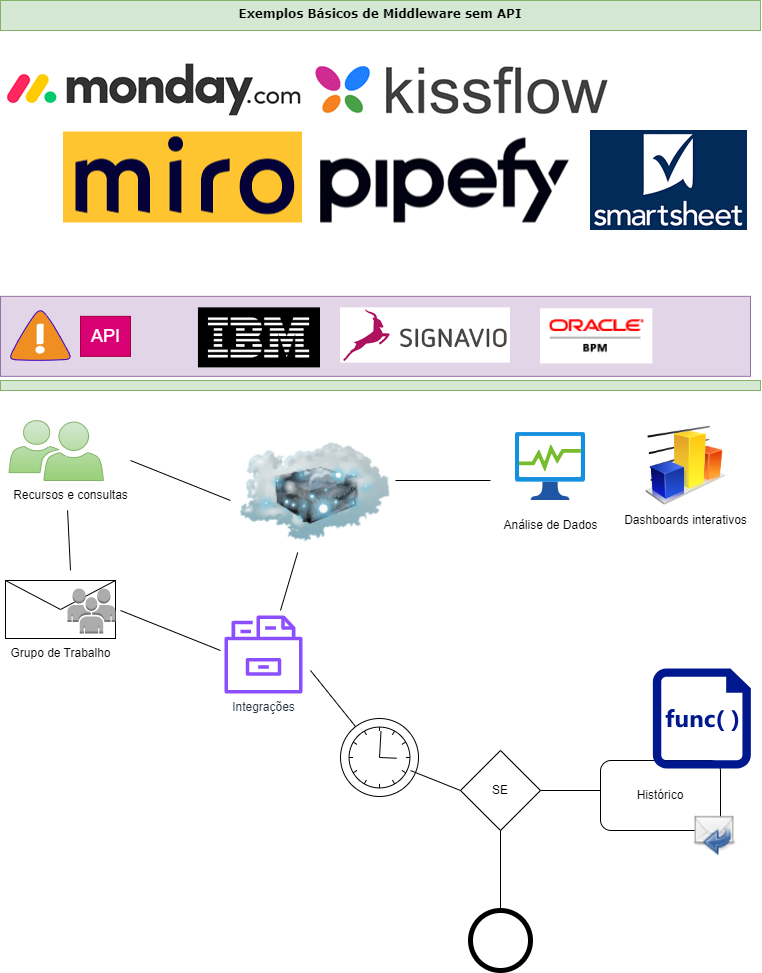 Exemplos Básicos de Middleware sem API
monday.com
kissflow
miro
pipefy
smartsheet
API
IBM
SIGNAVIO
ORACLE
BPM
Recursos e consultas
Análise de Dados
Dashboards interativos
Grupo de Trabalho
Integrações
func( )
SE
Histórico